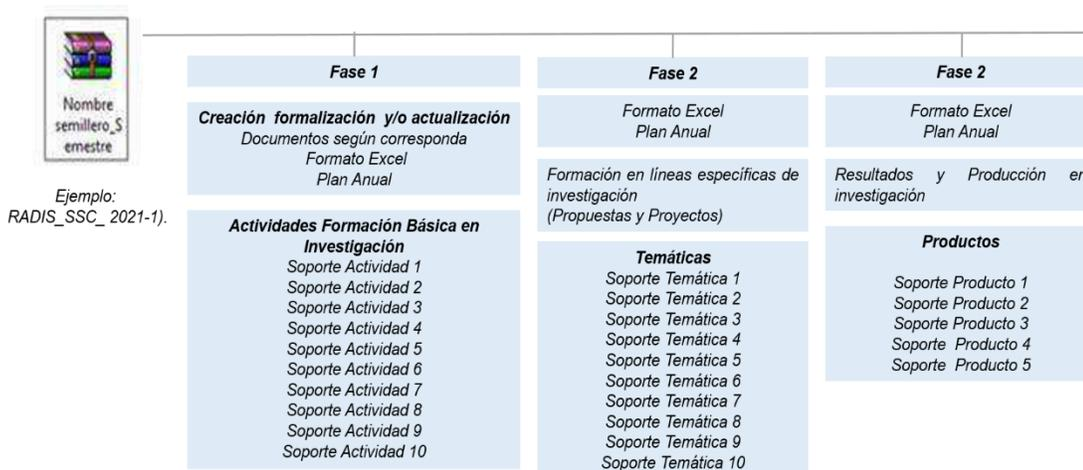 Nombre
semillero_S
emestre
Ejemplo:
RADIS_SSC_ 2021-1).
Fase 1
Creación formalización y/o actualización
Documentos según corresponda
Formato Excel
Plan Anual
Actividades Formación Básica en
Investigación
Soporte Actividad 1
Soporte Actividad 2
Soporte Actividad 3
Soporte Actividad 4
Soporte Actividad 5
Soporte Actividad 6
Soporte Actividad 7
Soporte Actividad 8
Soporte Actividad 9
Soporte Actividad 10
Fase 2
Formato Excel
Plan Anual
Formación en líneas específicas de
investigación
(Propuestas y Proyectos)
Temáticas
Soporte Temática 1
Soporte Temática 2
Soporte Temática 3
Soporte Temática 4
Soporte Temática 5
Soporte Temática 6
Soporte Temática 7
Soporte Temática 8
Soporte Temática 9
Soporte Temática 10
Fase 2
Formato Excel
Plan Anual
Resultados y Producción en
investigación
Productos
Soporte Producto 1
Soporte Producto 2
Soporte Producto 3
Soporte Producto 4
Soporte Producto 5